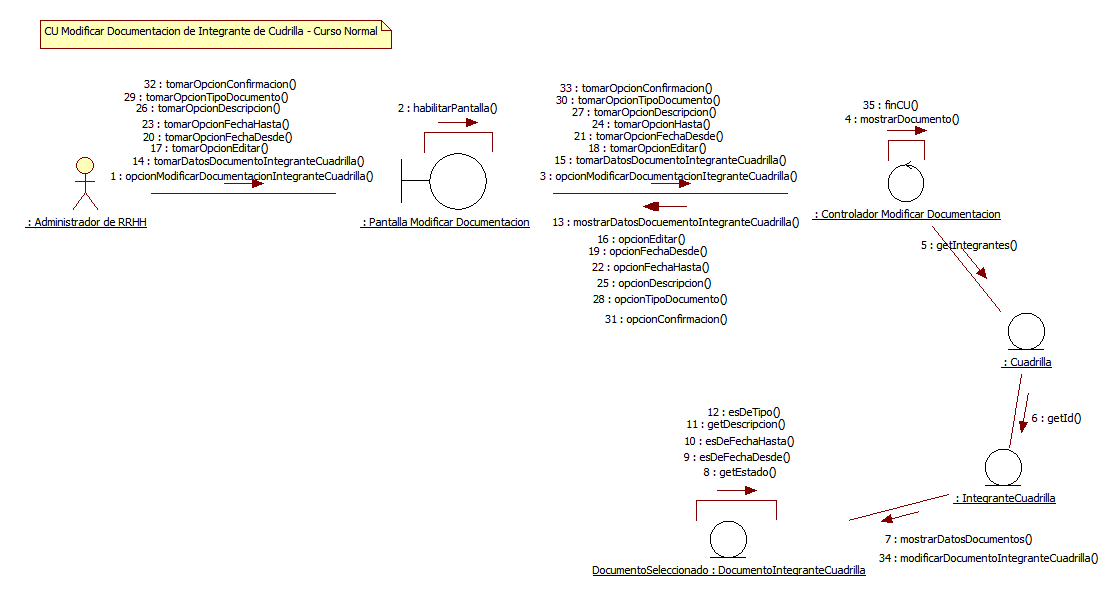 CU Modificar Documentacion de Integrante de Cudrilla - Curso Normal
32 : tomarOpcionConfirmacion()
29 : tomarOpcionTipoDocumento()
26 : tomarOpcionDescripcion()
23 : tomarOpcionFechaHasta()
20 : tomarOpcionFechaDesde()
17 : tomarOpcionEditar()
14 : tomarDatosDocumentoIntegranteCuadrilla()
1 : opcionModificarDocumentacionIntegranteCuadrilla()
: Administrador de RRHH
2 : habilitarPantalla()
: Pantalla Modificar Documentacion
33 : tomarOpcionConfirmacion()
30 : tomarOpcionTipoDocumento()
27 : tomarOpcionDescripcion()
24 : tomarOpcionHasta()
21 : tomarOpcionFechaDesde()
18 : tomarOpcionEditar()
15 : tomarDatosDocumentoIntegranteCuadrilla()
3 : opcionModificarDocumentacionItegranteCuadrilla()
13 : mostrarDatosDocuementoIntegranteCuadrilla()
16 : opcionEditar()
19 : opcionFechaDesde()
22 : opcionFechaHasta()
25 : opcionDescripcion()
28 : opcionTipoDocumento()
31 : opcionConfirmacion()
35 : finCU()
4 : mostrarDocumento()
: Controlador Modificar Documentacion
5 : getIntegrantes()
: Cuadrilla
6 : getId()
: IntegranteCuadrilla
12 : esDeTipo()
11 : getDescripcion()
10 : esDeFechaHasta()
9 : esDeFechaDesde()
8 : getEstado()
7 : mostrarDatosDocumentos()
34 : modificarDocumentoIntegranteCuadrilla()
DocumentoSeleccionado : DocumentoIntegranteCuadrilla